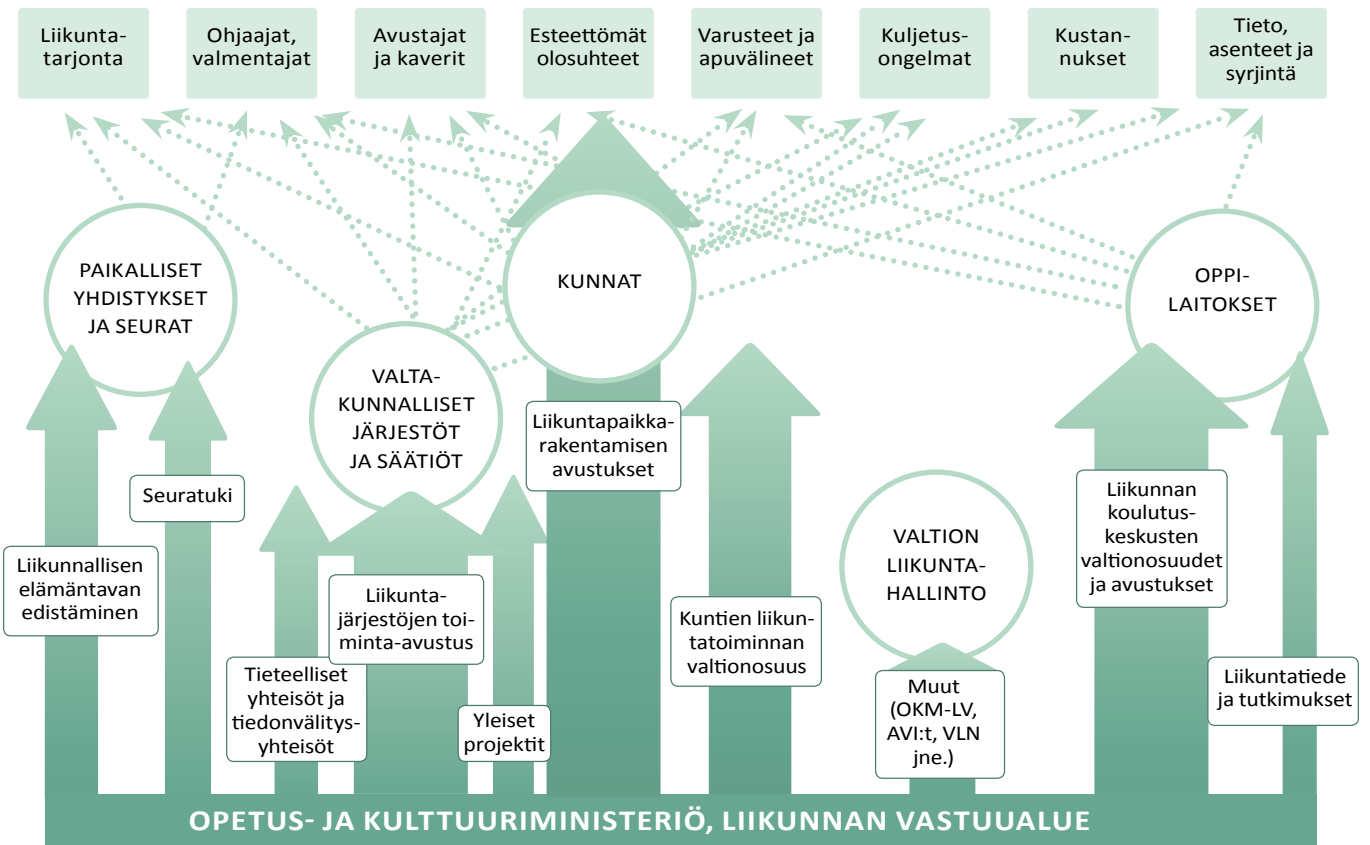 Liikunta-
tarjonta
Ohjaajat,
valmentajat
Avustajat
ja kaverit
Esteettömät
olosuhteet
Varusteet ja
apuvälineet
Kuljetus-
ongelmat
Kustan-
nukset
Tieto,
asenteet ja
syrjintä
PAIKALLISET
YHDISTYKSET
JA SEURAT
VALTA-
KUNNALLISET
JÄRJESTÖT
JA SÄÄTIÖT
KUNNAT
OPPI-
LAITOKSET
VALTION
LIIKUNTA-
HALLINTO
Liikunnallisen
elämäntavan
edistäminen
Seuratuki
Tieteelliset
yhteisöt ja
tiedonvälitys-
yhteisöt
Liikunta-
järjestöjen toi-
minta-avustus
Yleiset
projektit
Liikuntapaikka-
rakentamisen
avustukset
Kuntien liikun-
tatoiminnan
valtionosuus
Muut
(OKM-LV,
AVI:t, VLN
jne.)
Liikunnan
koulutus-
keskusten
valtionosuudet
ja avustukset
Liikuntatiede
ja tutkimukset
OPETUS- JA KULTTUURIMINISTERIÖ, LIIKUNNAN VASTUUALUE